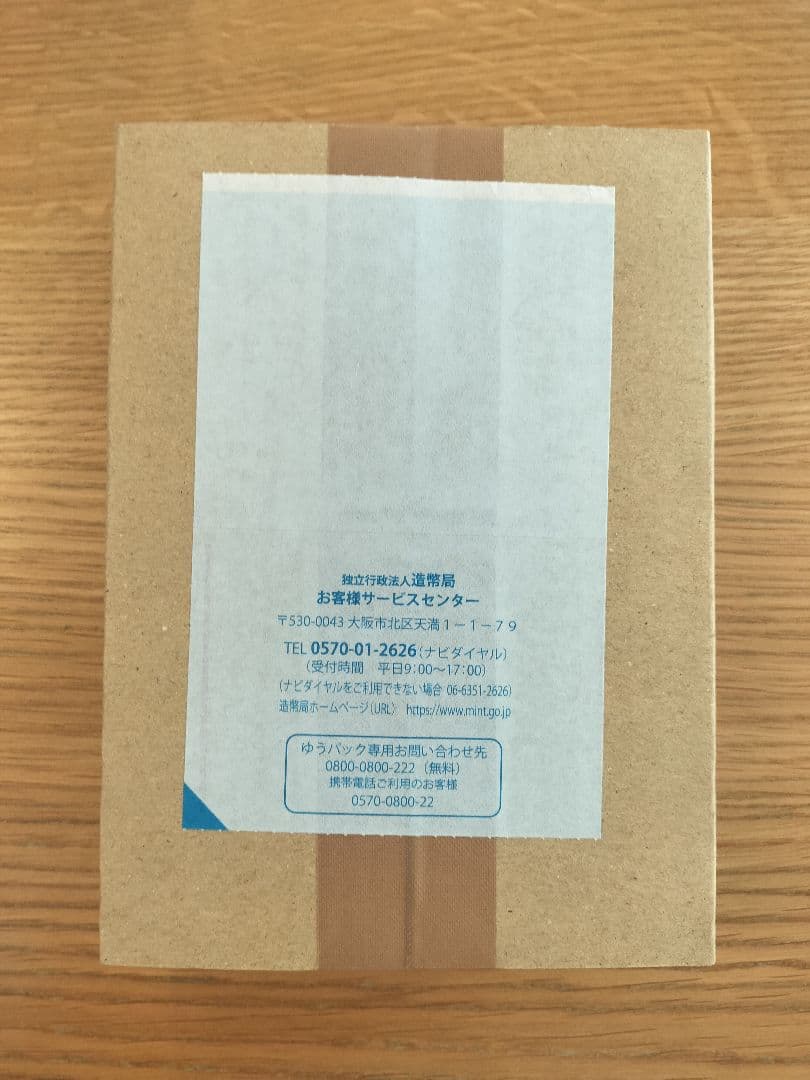 独立行政法人造幣局
お客様サービスセンター
〒530-0043 大阪市北区天満1－1－79
TEL 0570-01-2626(ナビダイヤル)
(受付時間　平日9:00～17:00)
(ナビダイヤルをご利用できない場合 06-6351-2626)
造幣局ホームページ(URL)　https://www.mint.go.jp
ゆうパック専用お問い合わせ先
0800-0800-222（無料）
携帯電話ご利用のお客様
0570-0800-22